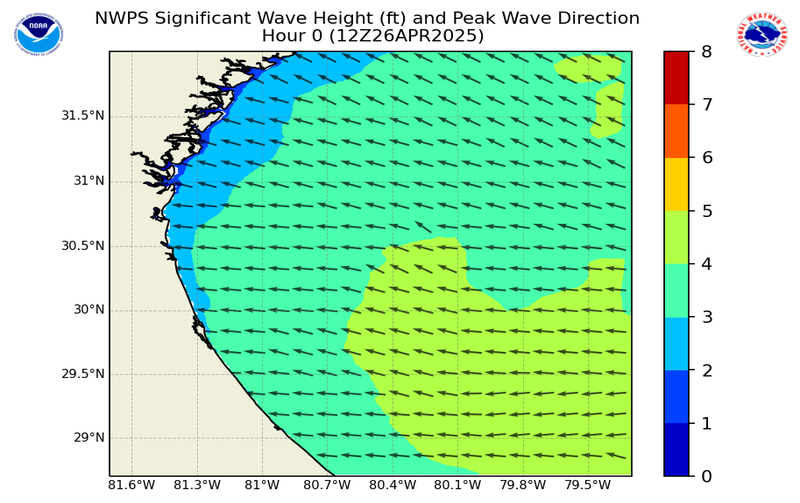 NWPS Significant Wave Height (ft) and Peak Wave Direction
Hour 0 (12Z26APR2025)
NOAA
NATIONAL WEATHER SERVICE
31.5°N
31°N
30.5°N
30°N
29.5°N
29°N
81.6°W 81.3°W 81°W 80.7°W 80.4°W 80.1°W 79.8°W 79.5°W
8
7
6
5
4
3
2
1
0